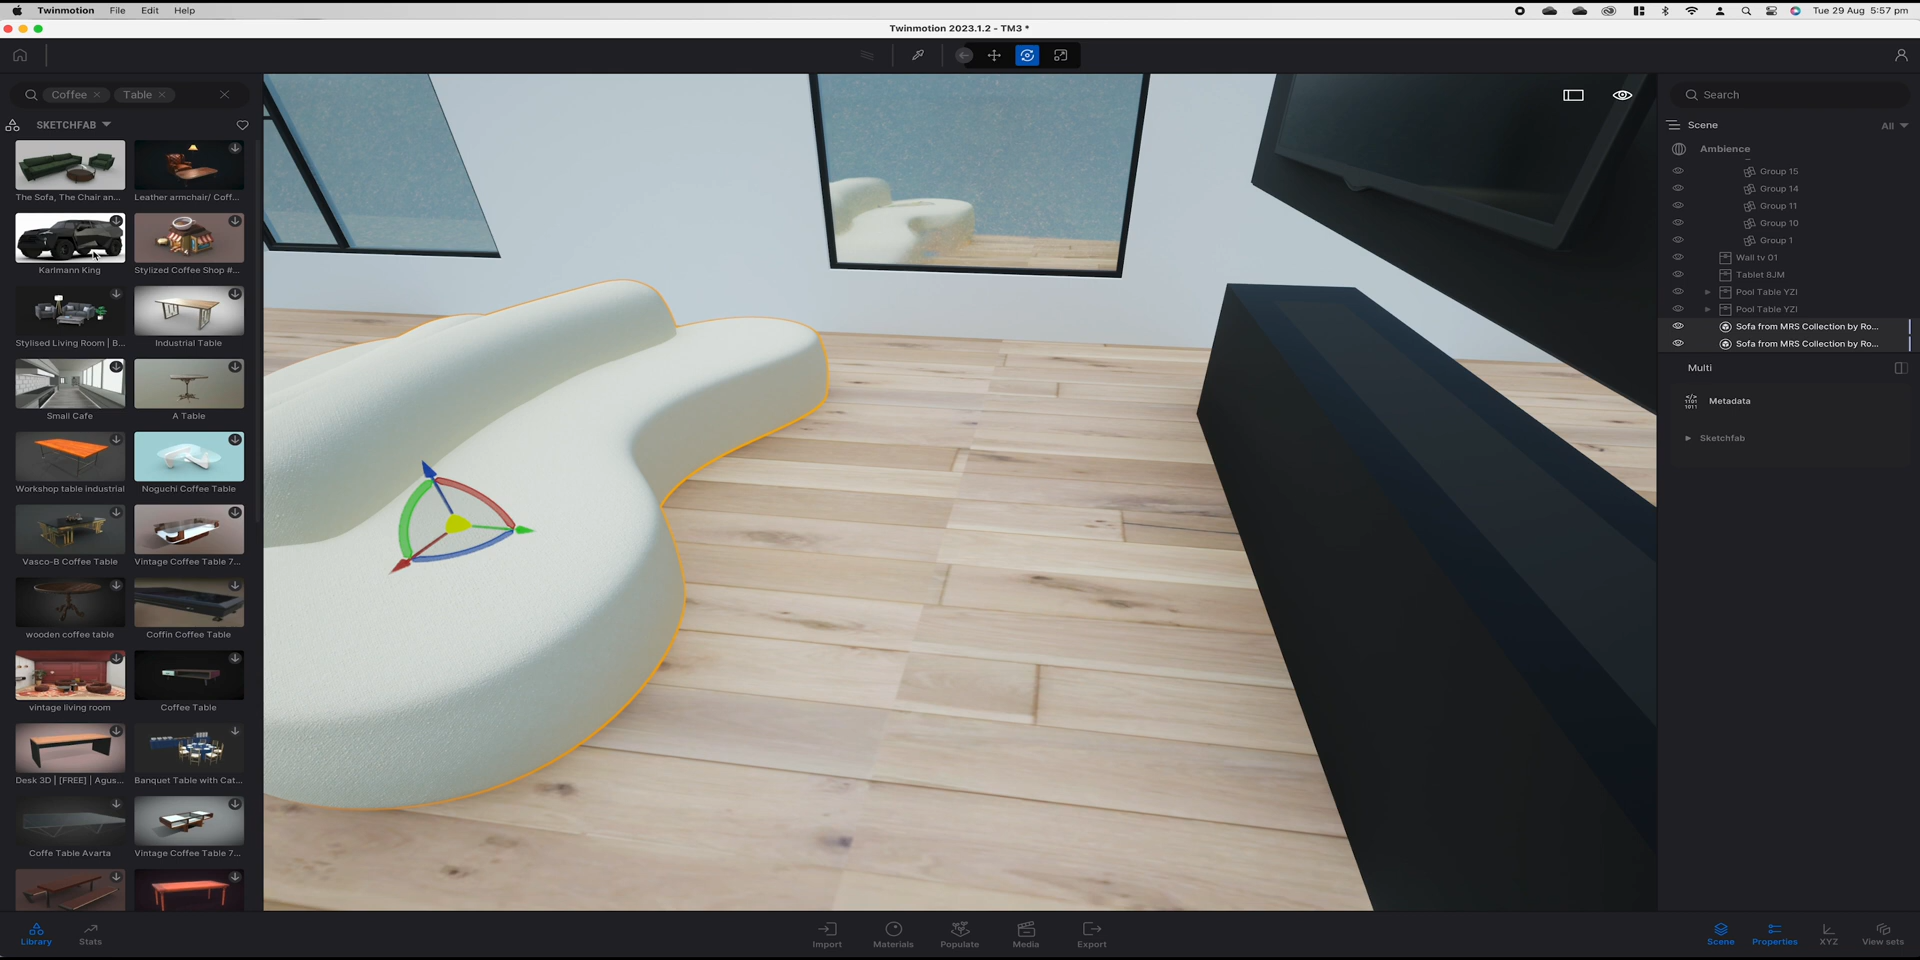 Twinmotion File Edit Help
Tue 29 Aug 5:57 pm
Twinmotion 2023.1.2 - TM3 *
Coffee × Table ×
SKETCHFAB
The Sofa, The Chair an...
Leather armchair/ Coff...
Karlmann King
Stylized Coffee Shop #...
Stylised Living Room | B...
Industrial Table
Small Cafe
A Table
Workshop table industrial
Noguchi Coffee Table
Vasco-B Coffee Table
Vintage Coffee Table 7...
wooden coffee table
Coffin Coffee Table
vintage living room
Coffee Table
Desk 3D | [FREE] | Agus...
Banquet Table with Cat...
Coffe Table Avarta
Vintage Coffee Table 7...
Library
Stats
Import
Materials
Populate
Media
Export
Search
Scene
All
Ambience
Group 15
Group 14
Group 11
Group 10
Group 1
Wall tv 01
Tablet 8JM
Pool Table YZI
Pool Table YZI
Sofa from MRS Collection by Ro...
Sofa from MRS Collection by Ro...
Multi
Metadata
Sketchfab
Scene
Properties
XYZ
View sets